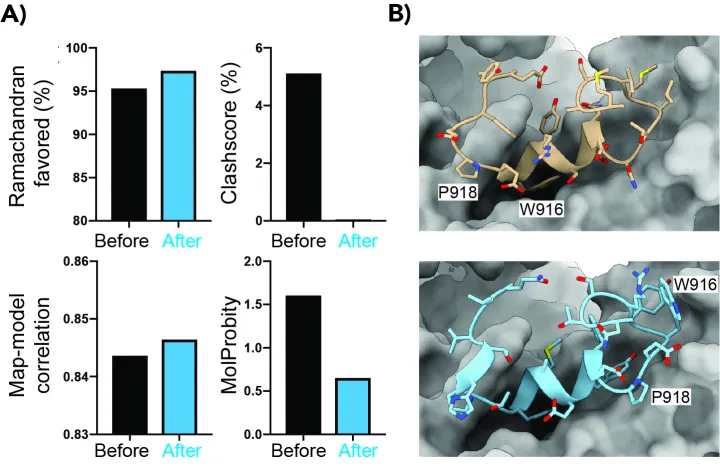 A)
B)
Ramachandran
favored (%)
100
95
90
85
80
Before After
Clashscore (%)
6
4
2
0
Before After
P918
W916
Map-model
correlation
0.86
0.85
0.84
0.83
Before After
MolProbity
2.0
1.5
1.0
0.5
0.0
Before After
W916
P918